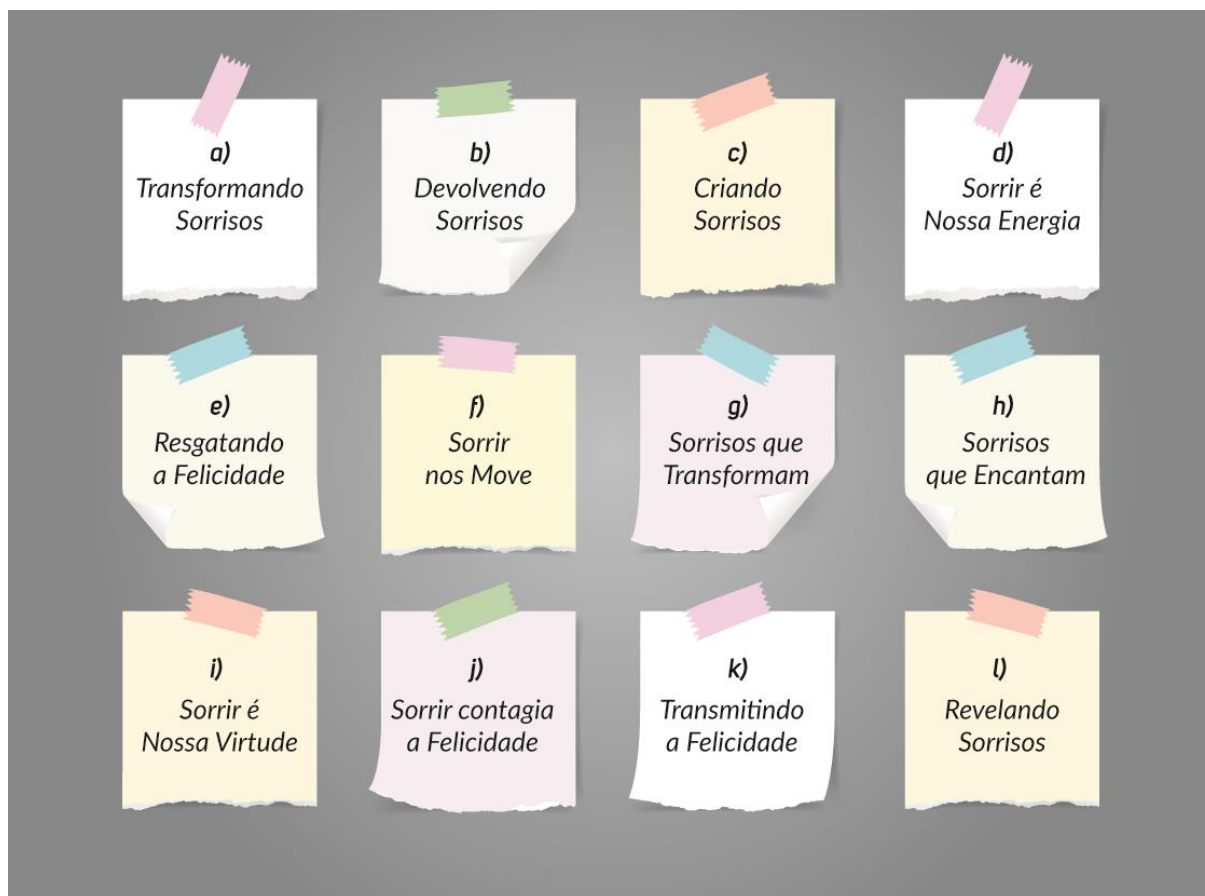 a)
Transformando
Sorrisos
b)
Devolvendo
Sorrisos
c)
Criando
Sorrisos
d)
Sorrir é
Nossa Energia
e)
Resgatando
a Felicidade
f)
Sorrir
nos Move
g)
Sorrisos que
Transformam
h)
Sorrisos
que Encantam
i)
Sorrir é
Nossa Virtude
j)
Sorrir contagia
a Felicidade
k)
Transmitindo
a Felicidade
l)
Revelando
Sorrisos